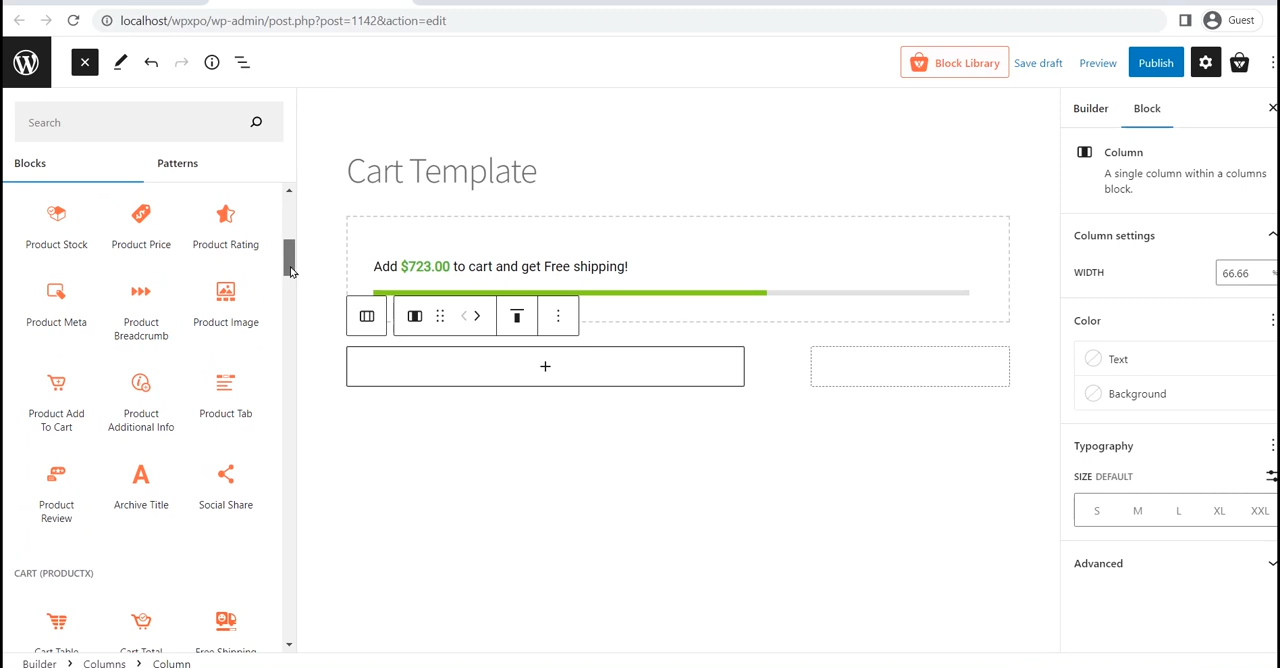 localhost/wpxpo/wp-admin/post.php?post=1142&action=edit
Guest
Block Library
Save draft
Preview
Publish
Search
Blocks
Patterns
Product Stock
Product Price
Product Rating
Product Meta
Product
Breadcrumb
Product Image
Product Add
To Cart
Product
Additional Info
Product Tab
Product
Review
Archive Title
Social Share
CART (PRODUCTX)
Cart Table
Cart Total
Free Shipping
Cart Template
Add $723.00 to cart and get Free shipping!
Builder
Block
Column
A single column within a columns
block.
Column settings
WIDTH
66.66
%
Color
Text
Background
Typography
SIZE DEFAULT
S
M
L
XL
XXL
Advanced
Builder
Columns
Column